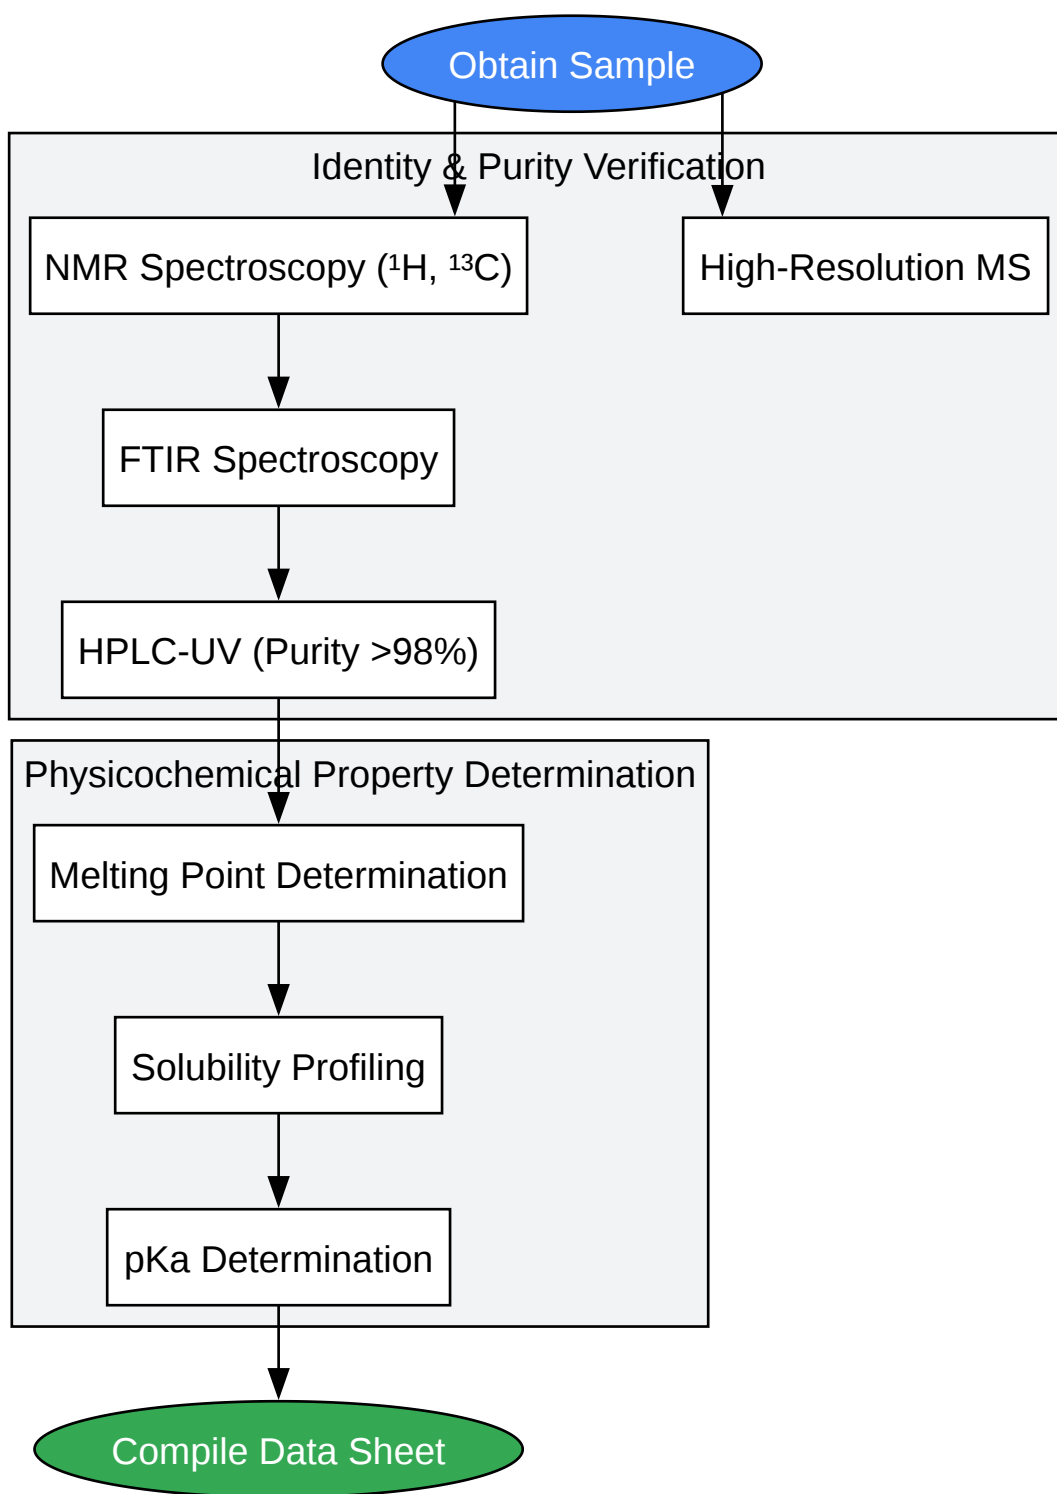 Obtain Sample
Identity & Purity Verification
NMR Spectroscopy (¹H, ¹³C)
High-Resolution MS
FTIR Spectroscopy
HPLC-UV (Purity >98%)
Physicochemical Property Determination
Melting Point Determination
Solubility Profiling
pKa Determination
Compile Data Sheet